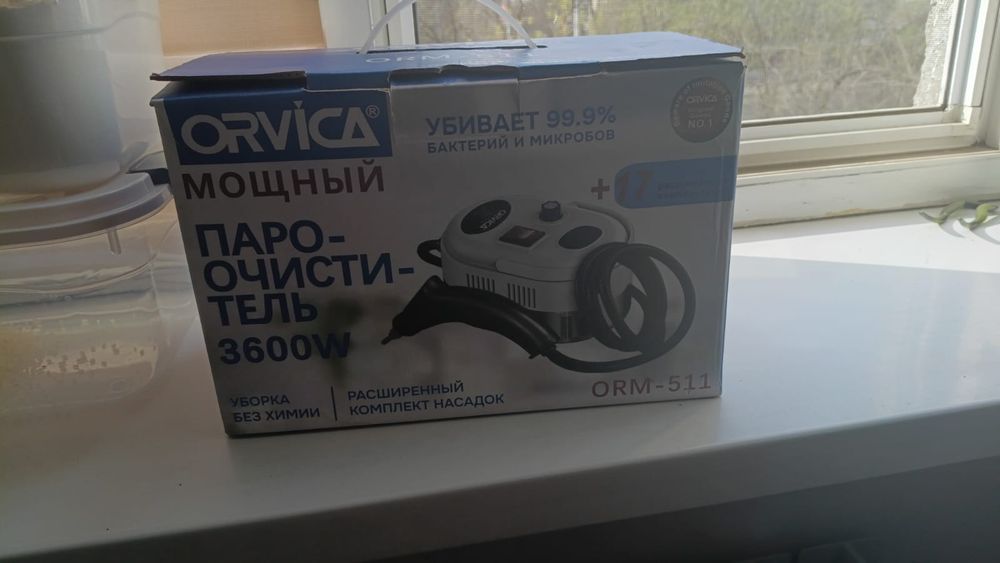 ORVICA®
МОЩНЫЙ
ПАРО-
ОЧИСТИ-
ТЕЛЬ
3600W
УБОРКА
БЕЗ ХИМИИ
РАСШИРЕННЫЙ
КОМПЛЕКТ НАСАДОК
УБИВАЕТ 99.9%
БАКТЕРИЙ И МИКРОБОВ
ORVICA
NO.1
+17
ORVICA
ORM-511